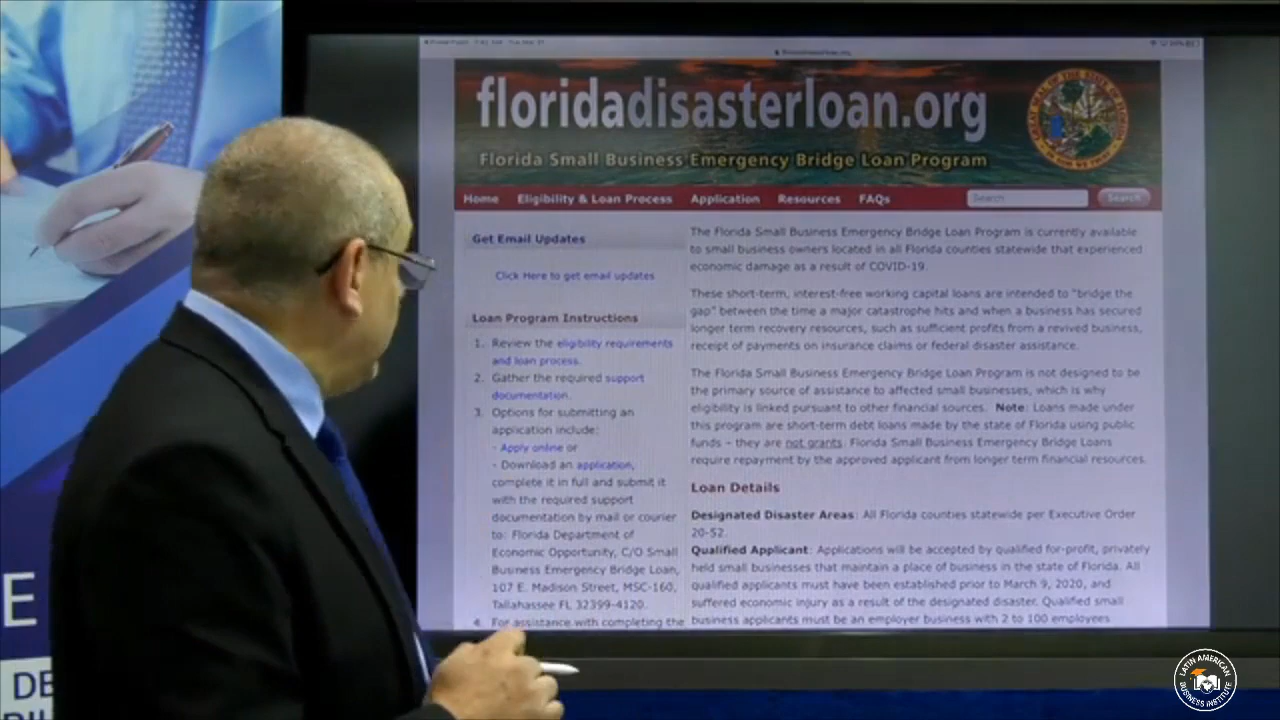 floridadisasterloan.org
Florida Small Business Emergency Bridge Loan Program
Home Eligibility & Loan Process Application Resources FAQs Search Search
Get Email Updates
Click Here to get email updates
Loan Program Instructions
1. Review the eligibility requirements
and loan process.
2. Gather the required support
documentation.
3. Options for submitting an
application include:
- Apply online or
- Download an application,
complete it in full and submit it
with the required support
documentation by mail or courier
to: Florida Department of
Economic Opportunity, C/O Small
Business Emergency Bridge Loan,
107 E. Madison Street, MSC-160,
Tallahassee FL 32399-4120.
4. For assistance with completing the
The Florida Small Business Emergency Bridge Loan Program is currently available
to small business owners located in all Florida counties statewide that experienced
economic damage as a result of COVID-19.
These short-term, interest-free working capital loans are intended to "bridge the
gap" between the time a major catastrophe hits and when a business has secured
longer term recovery resources, such as sufficient profits from a revived business,
receipt of payments on insurance claims or federal disaster assistance.
The Florida Small Business Emergency Bridge Loan Program is not designed to
be the primary source of assistance to affected small businesses, which is why
eligibility is linked pursuant to other financial sources. Note: Loans made under
this program are short-term debt loans made by the state of Florida using public
funds – they are not grants. Florida Small Business Emergency Bridge Loans
require repayment by the approved applicant from longer term financial resources.
Loan Details
Designated Disaster Areas: All Florida counties statewide per Executive Order
20-52.
Qualified Applicant: Applications will be accepted by qualified for-profit, privately
held small businesses that maintain a place of business in the state of Florida. All
qualified applicants must have been established prior to March 9, 2020, and
suffered economic injury as a result of the designated disaster. Qualified small
business applicants must be an employer business with 2 to 100 employees
E
DE
LATIN AMERICAN
BUSINESS INSTITUTE